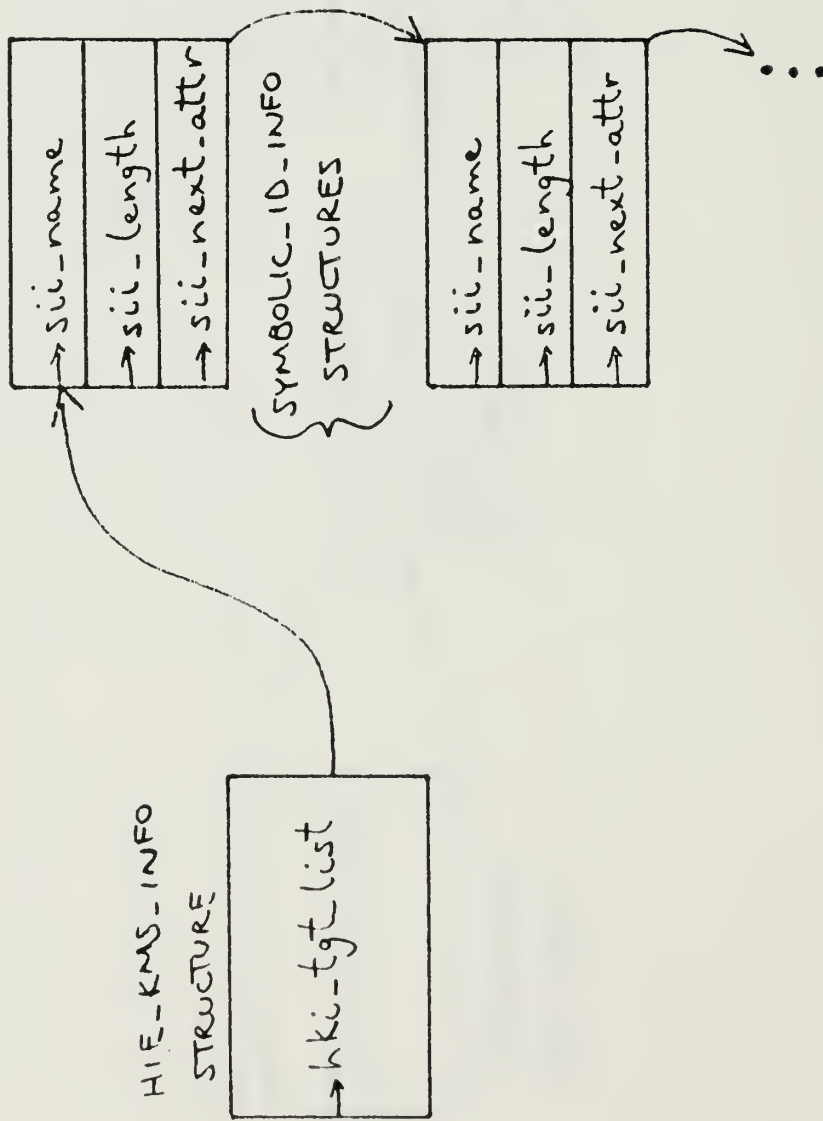 HIE_KMS_INFO
STRUCTURE
hki_tgt_list
sii_name
sii_length
sii_next_attr
SYMBOLIC_ID_INFO
STRUCTURES
sii_name
sii_length
sii_next_attr
...